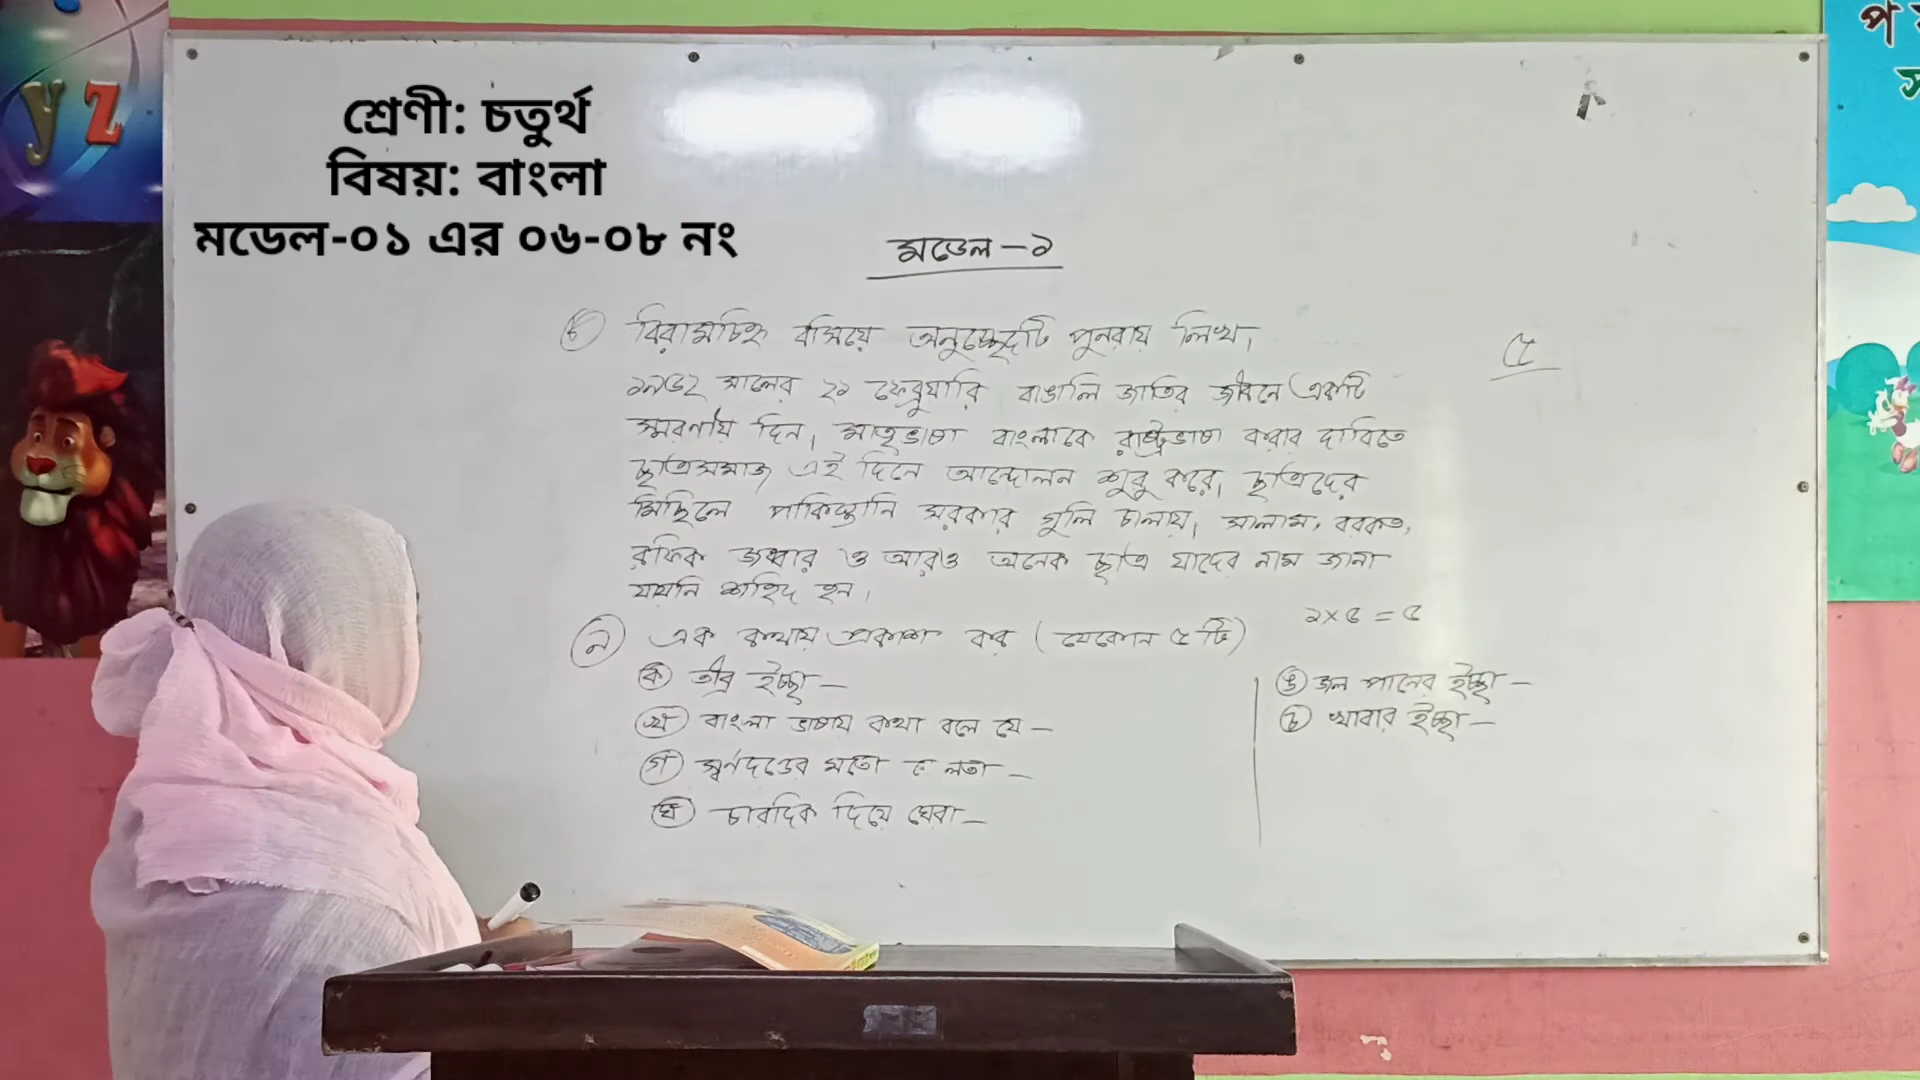 শ্রেণী: চতুর্থ
বিষয়: বাংলা
মডেল-০১ এর ০৬-০৮ নং
yz
মডেল – ১
৬ বিরামচিহ্ন বসিয়ে অনুচ্ছেদটি পুনরায় লিখ। ৫
১৯৫২ সালের ২১ ফেব্রুয়ারি বাঙালি জাতির জীবনে একটি
স্মরণীয় দিন। মাতৃভাষা বাংলাকে রাষ্ট্রভাষা করার দাবিতে
ছাত্রসমাজ এই দিনে আন্দোলন শুরু করে। ছাত্রদের
মিছিলে পাকিস্তানি সরকার গুলি চালায়। সালাম, বরকত,
রফিক জব্বার ও আরও অনেক ছাত্র যাদের নাম জানা
যায়নি শহিদ হন।
এক কথায় প্রকাশ কর (যেকোন ৫ টি) ১×৫ = ৫
ক তীব্র ইচ্ছা –
খ বাংলা ভাষায় কথা বলে যে –
গ স্বর্ণদণ্ডের মতো লতা –
ঘ চারদিক দিয়ে ঘেরা –
ঙ জল পানের ইচ্ছা –
চ খাবার ইচ্ছা –